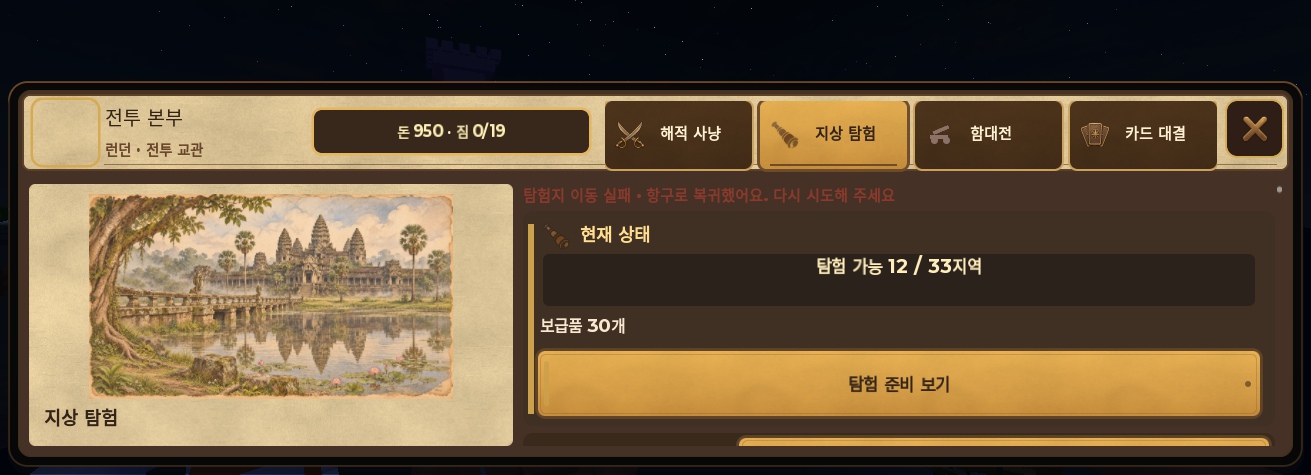 전투 본부
런던 · 전투 교관
돈 950 · 짐 0/19
해적 사냥
지상 탐험
함대전
카드 대결
탐험지 이동 실패 · 항구로 복귀했어요. 다시 시도해 주세요
현재 상태
탐험 가능 12 / 33지역
보급품 30개
탐험 준비 보기
지상 탐험